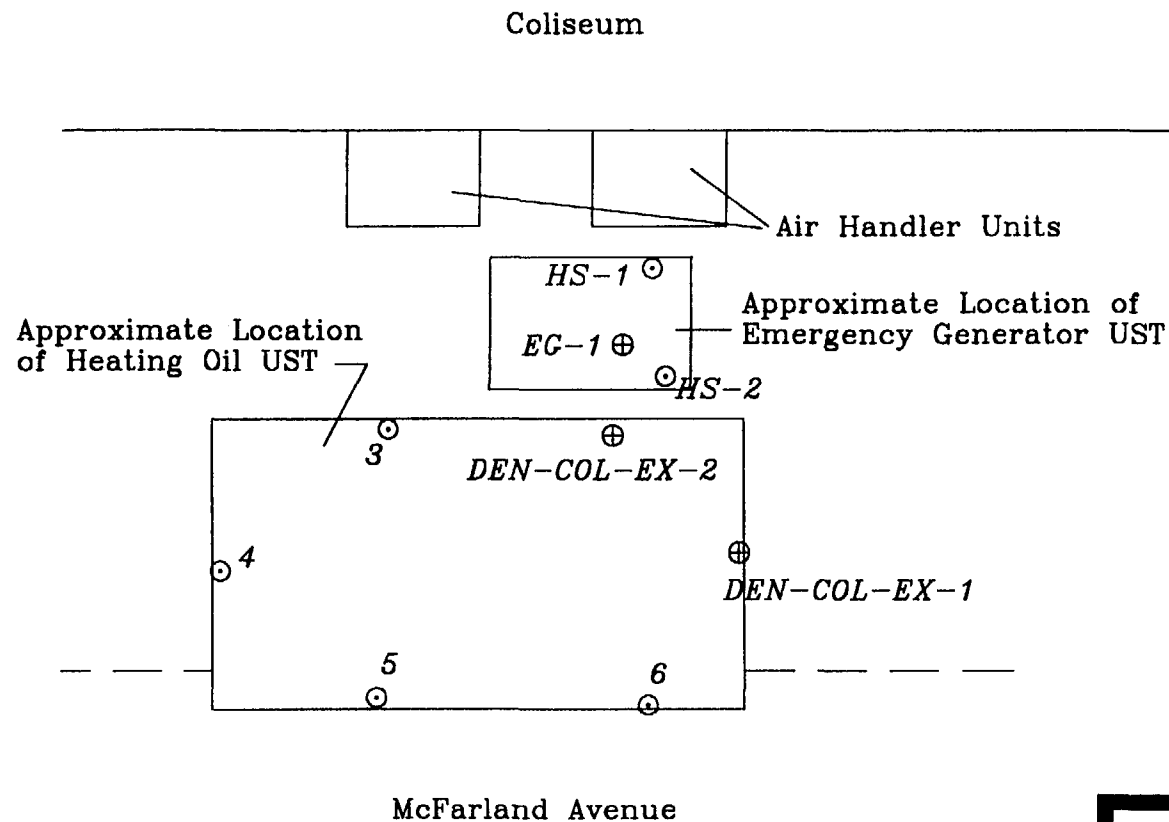 Coliseum
Air Handler Units
HS-1
Approximate Location of
Emergency Generator UST
EG-1
HS-2
Approximate Location
of Heating Oil UST
3
DEN-COL-EX-2
4
DEN-COL-EX-1
5
6
McFarland Avenue